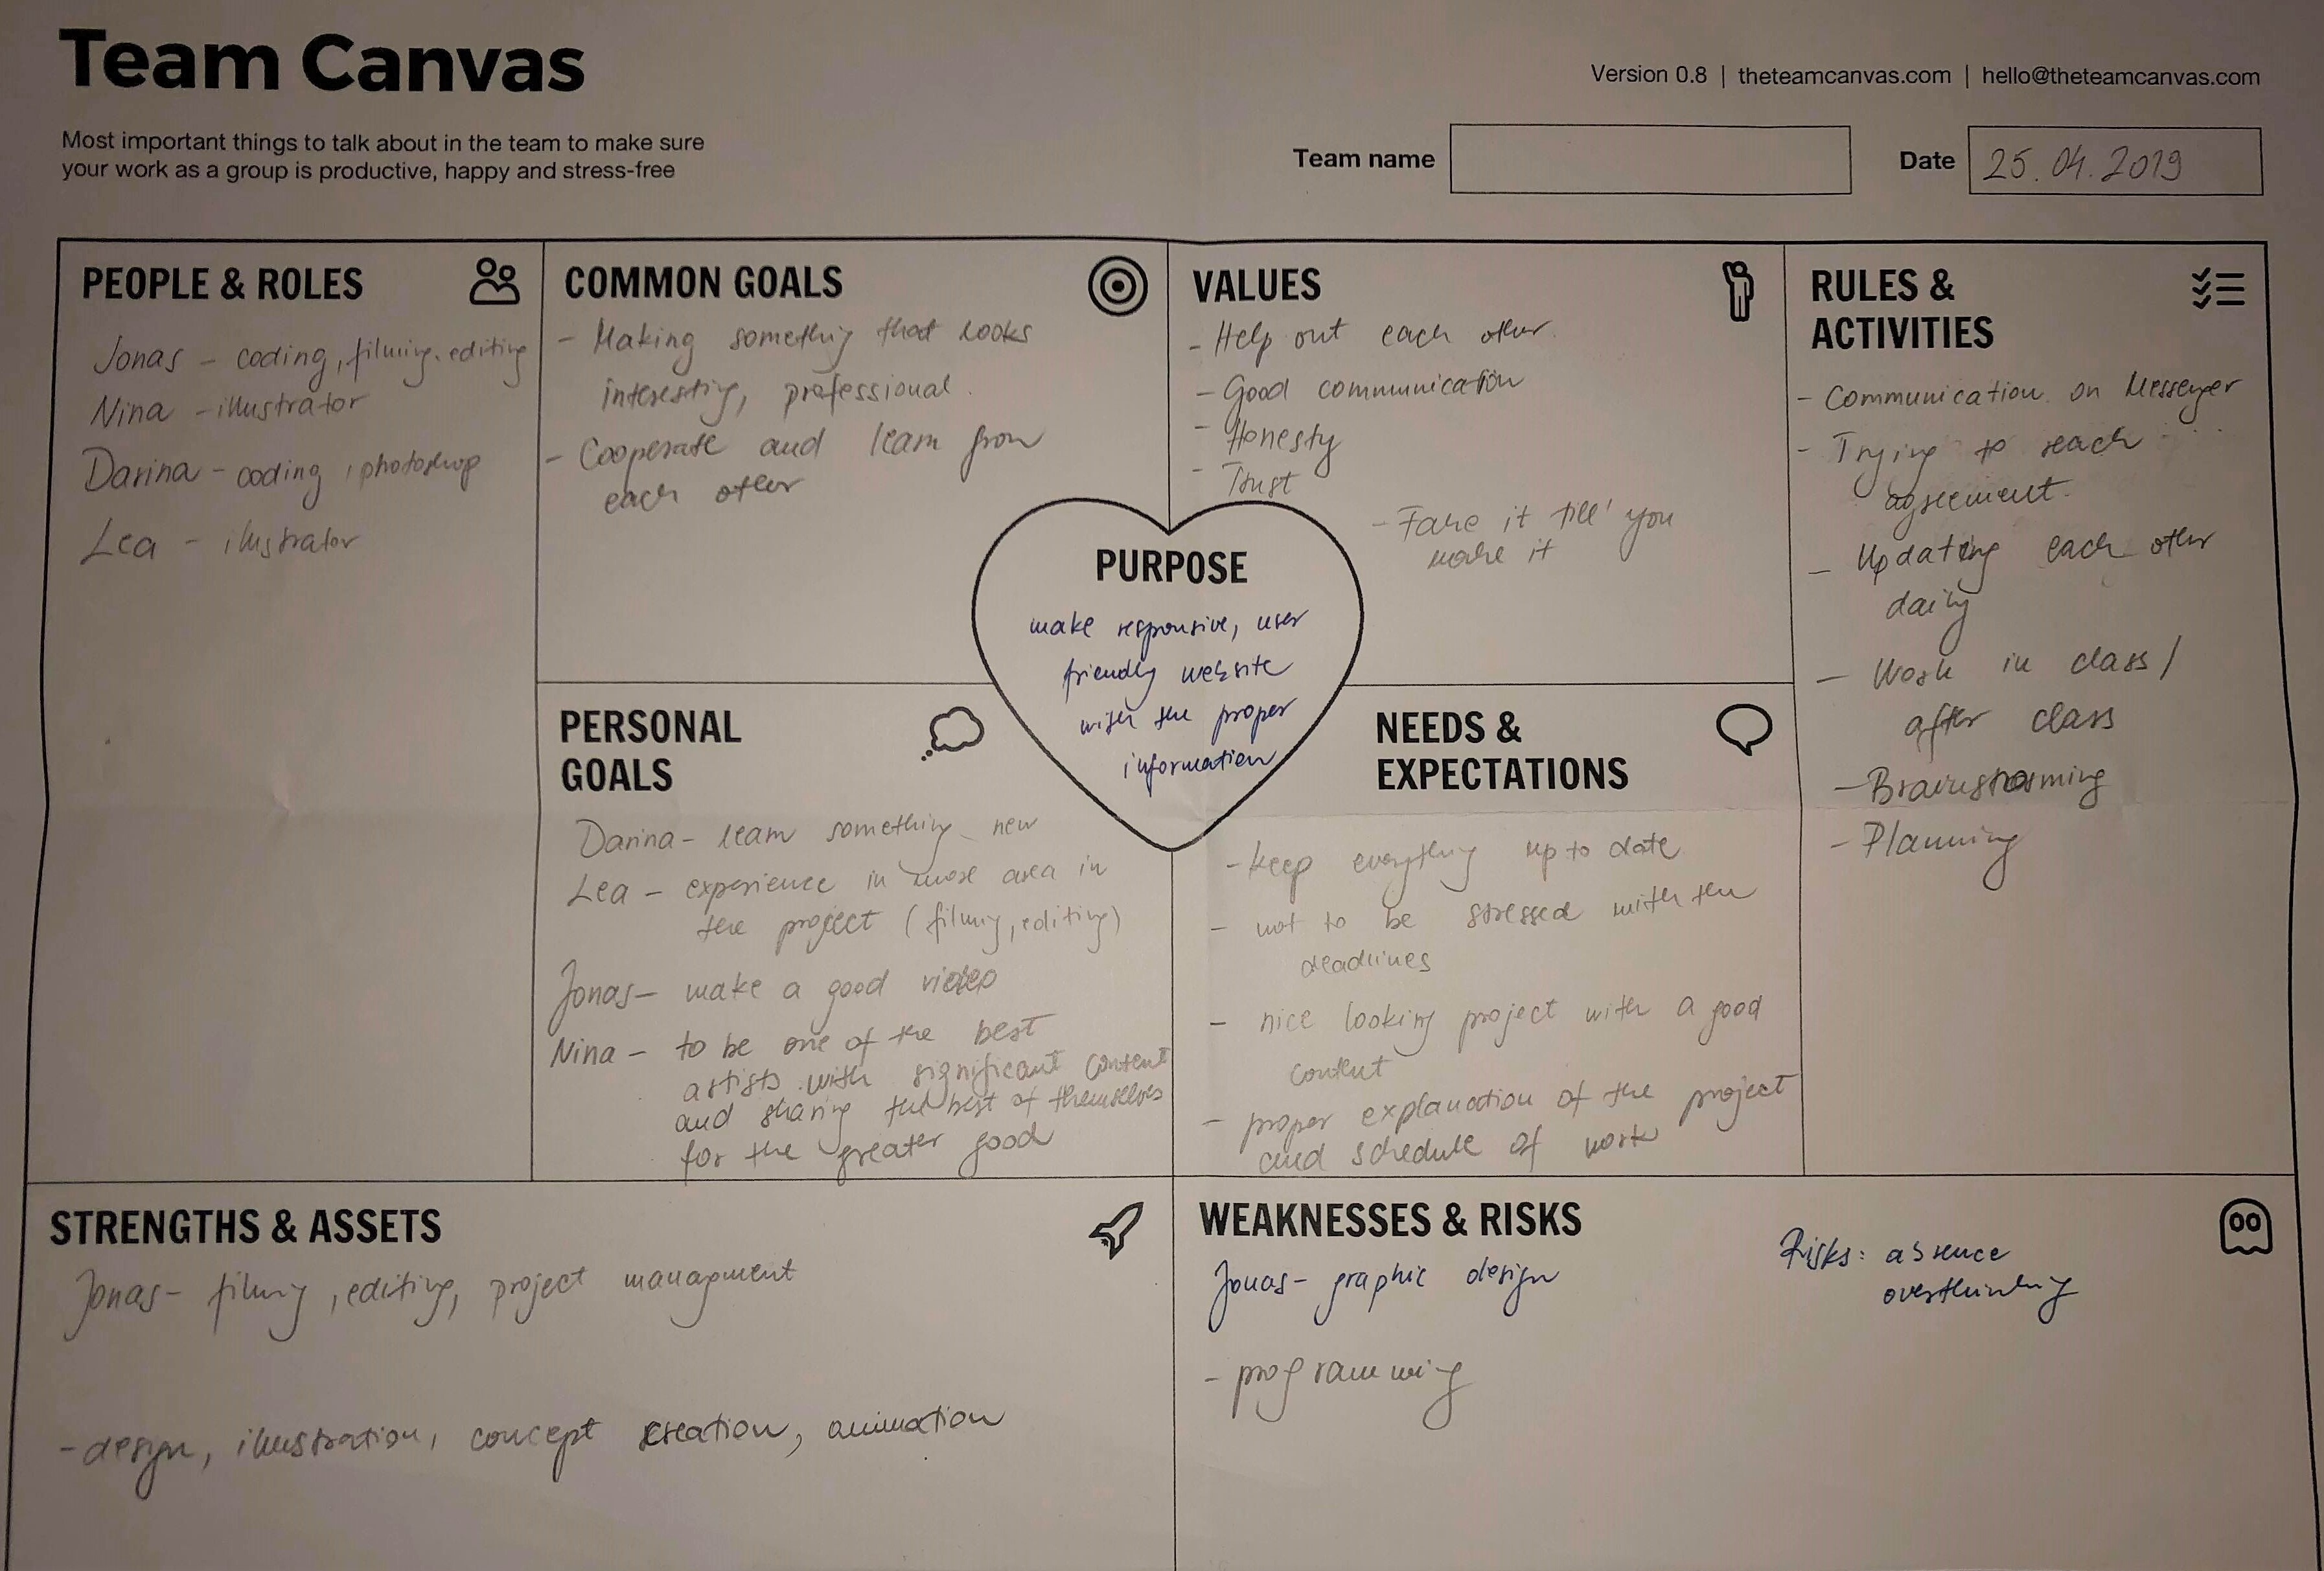 Team Canvas
Version 0.8 | theteamcanvas.com | hello@theteamcanvas.com
Most important things to talk about in the team to make sure
your work as a group is productive, happy and stress-free
Team name
Date 25.04.2019
PEOPLE & ROLES
Jonas - coding, filming, editing
Nina - illustrator
Darina - coding, photoshop
Lea - illustrator
COMMON GOALS
- Making something that looks
interesting, professional.
- Cooperate and learn from
each other
VALUES
- Help out each other.
- Good communication
- Honesty
- Trust
- Fake it till' you
make it
RULES &
ACTIVITIES
- Communication on Messenger
- Trying to reach
agreement.
- Updating each other
daily
- Work in class /
after class
- Brainstorming
- Planning
PURPOSE
make responsive, user
friendly website
with the proper
information
PERSONAL
GOALS
Darina - learn something new
Lea - experience in more area in
the project (filming, editing)
Jonas - make a good video
Nina - to be one of the best
artists with significant content
and sharing the best of themselves
for the greater good
NEEDS &
EXPECTATIONS
- keep everything up to date
- not to be stressed with the
deadlines
- nice looking project with a good
content
- proper explanation of the project
and schedule of work
STRENGTHS & ASSETS
Jonas - filming, editing, project managment
- design, illustration, concept creation, animation
WEAKNESSES & RISKS
Jonas - graphic design
- programming
Risks: absence
overthinking